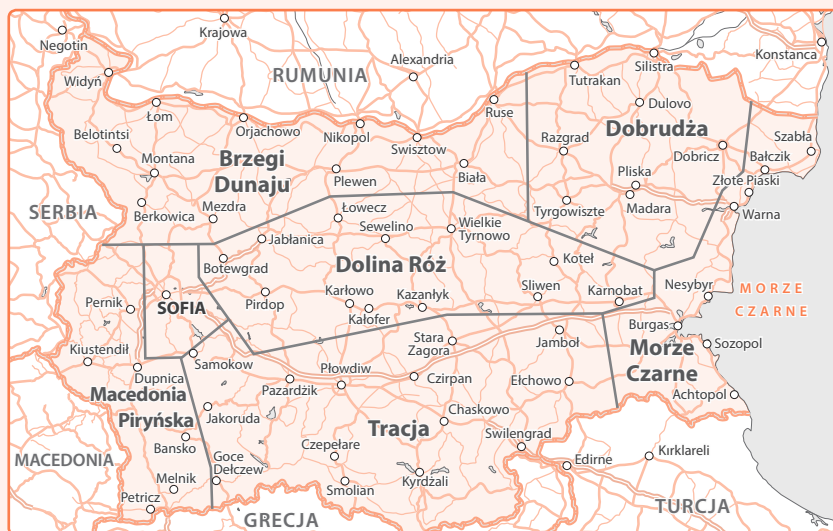 Negotin
Krajowa
Konstanca
Alexandria
RUMUNIA
Widyń
Silistra
Tutrakan
Łom
Orjachowo
Nikopol
Ruse
Dulovo
Belotintsi
Swisztow
Razgrad
Dobrudża
Szabła
Montana
Brzegi
Dunaju
Plewen
Biała
Dobricz
Bałczik
Pliska
Złote Piaski
SERBIA
Berkowica
Mezdra
Łowecz
Tyrgowiszte
Madara
Warna
Sewelino
Wielkie
Tyrnowo
Jabłanica
Botewgrad
Dolina Róż
Koteł
Pernik
SOFIA
Pirdop
Karłowo
Kałofer
Kazanłyk
Sliwen
Karnobat
Nesybyr
MORZE
CZARNE
Burgas
Sozopol
Kiustendił
Samokow
Stara
Zagora
Jamboł
Morze
Czarne
Dupnica
Pazardżik
Płowdiw
Czirpan
Ełchowo
Achtopol
Macedonia
Piryńska
Jakoruda
Chaskowo
Tracja
Swilengrad
MACEDONIA
Bansko
Goce
Dełczew
Czepełare
Edirne
Kırklareli
Melnik
Smolian
Kyrdżali
Petricz
GRECJA
TURCJA